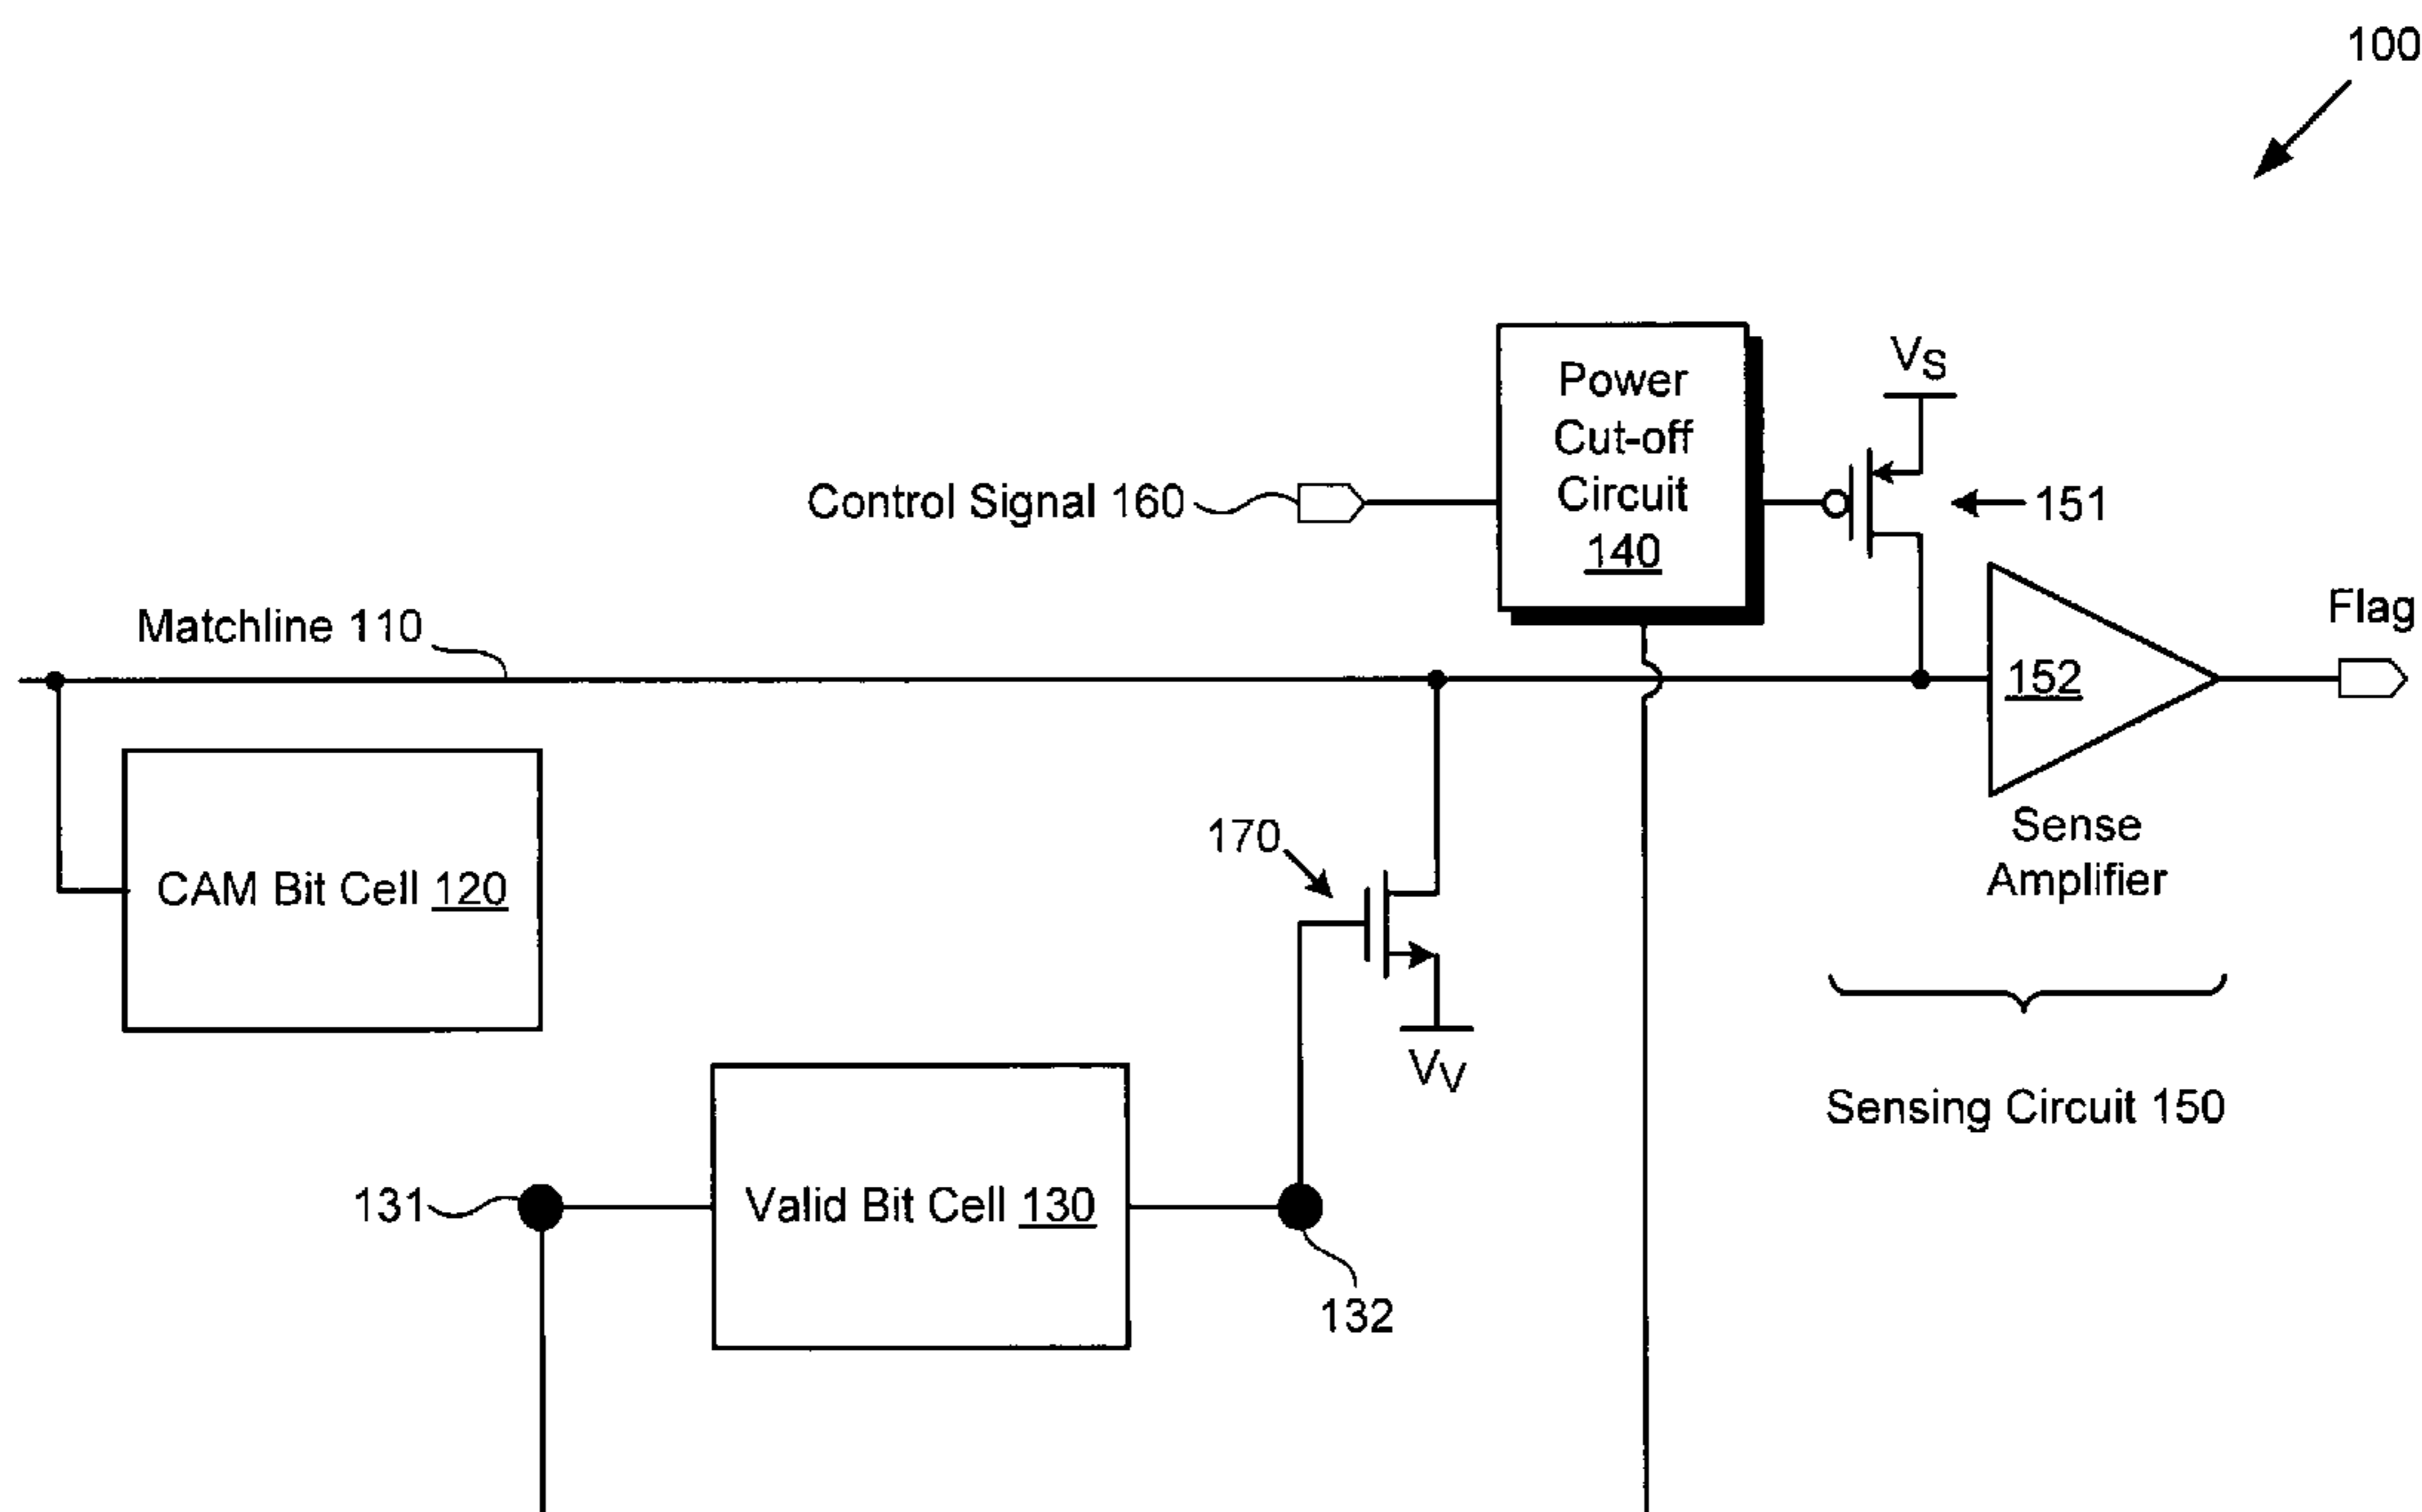 100
Power
Cut-off
Circuit
140
VS
Control Signal 160
151
Matchline 110
Flag
152
Sense
Amplifier
170
CAM Bit Cell 120
VV
Sensing Circuit 150
131
Valid Bit Cell 130
132